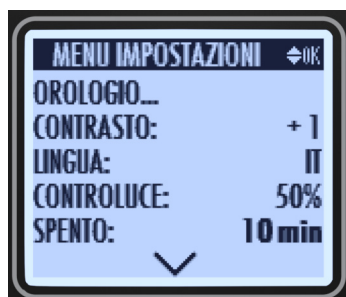 MENU IMPOSTAZIONI OK
OROLOGIO...
CONTRASTO: + 1
LINGUA: IT
CONTROLUCE: 50%
SPENTO: 10 min